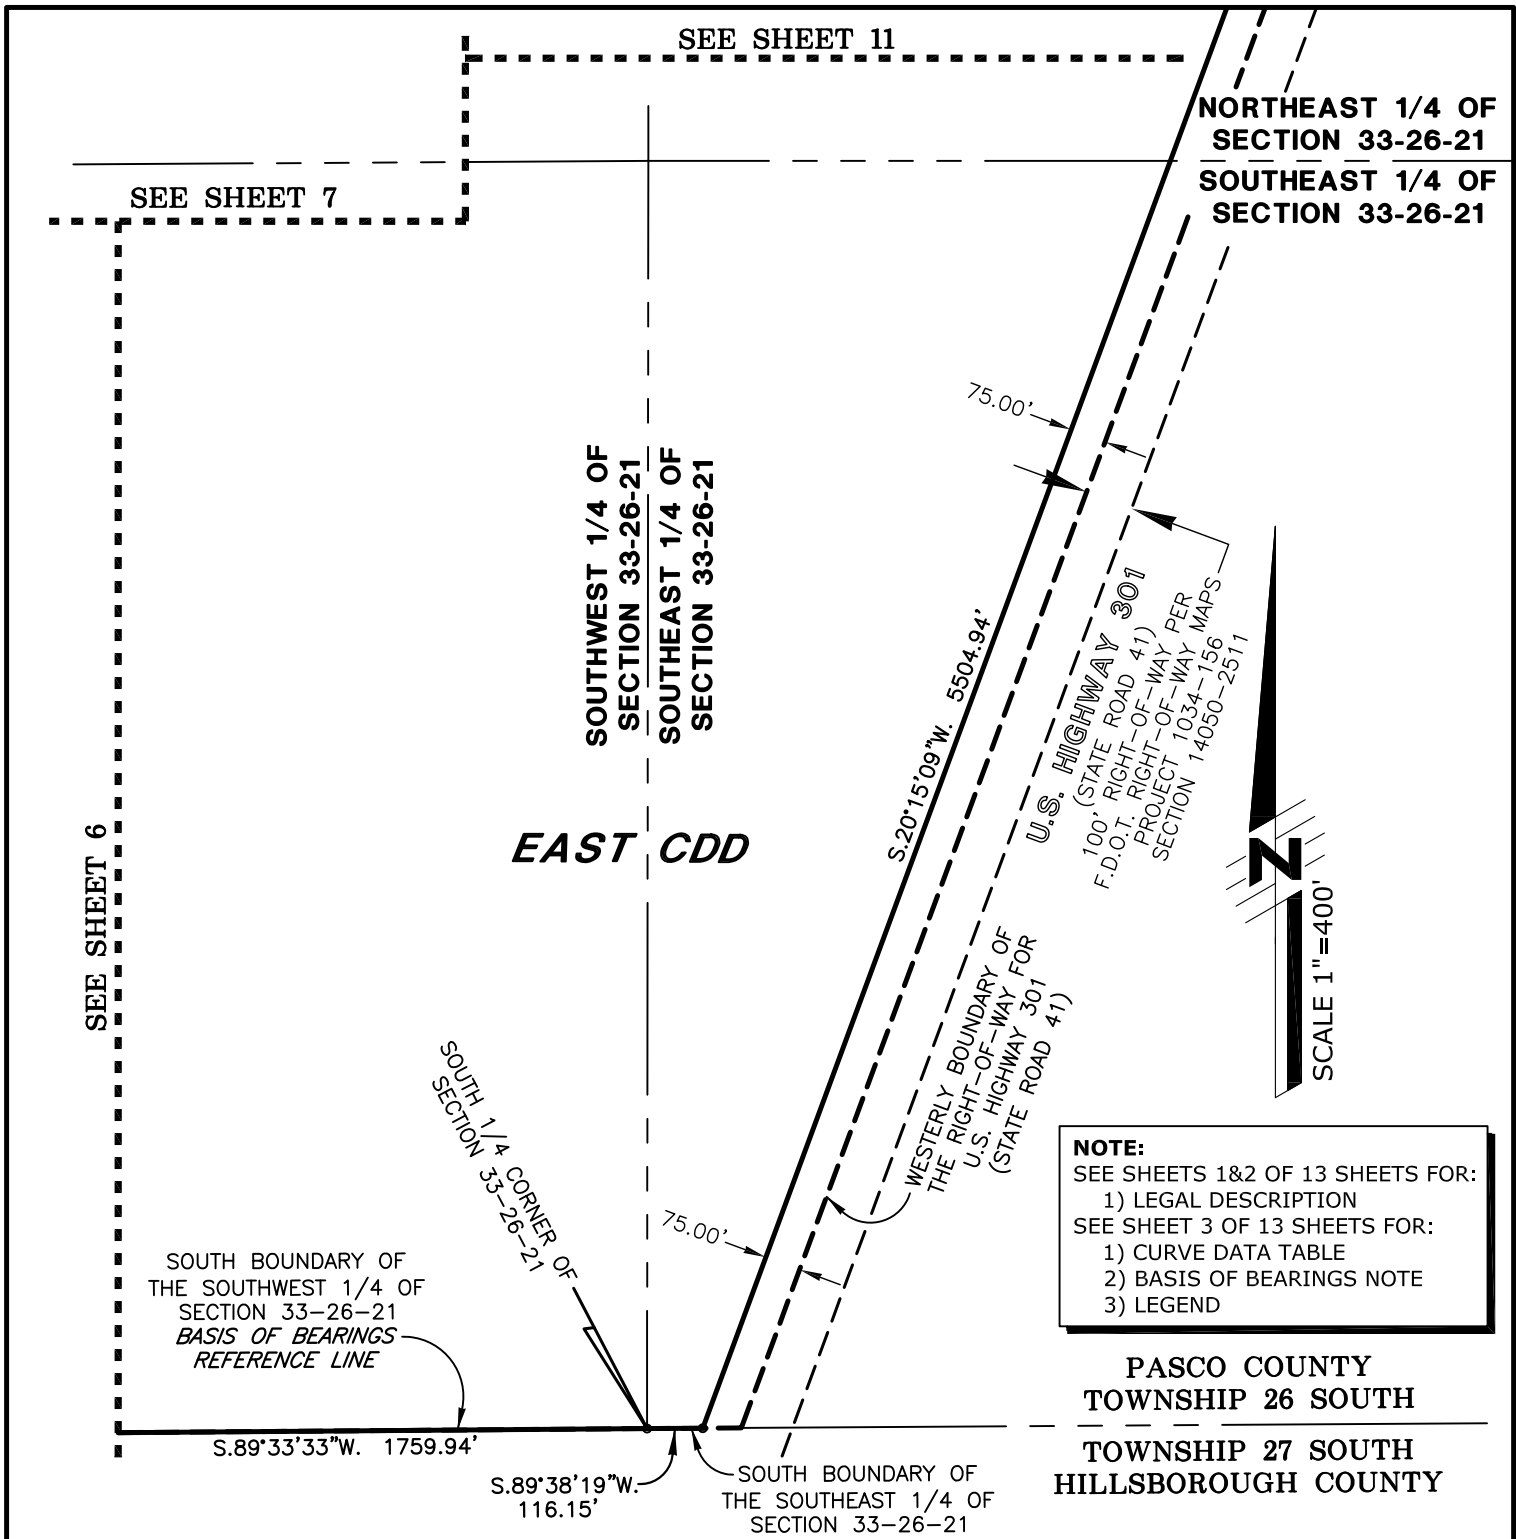 SEE SHEET 11
NORTHEAST 1/4 OF
SECTION 33-26-21
SEE SHEET 7
SOUTHEAST 1/4 OF
SECTION 33-26-21
75.00'
SOUTHWEST 1/4 OF
SECTION 33-26-21
SOUTHEAST 1/4 OF
SECTION 33-26-21
S.20°15'09"W. 5504.94'
U.S. HIGHWAY 301
(STATE ROAD 41)
100' RIGHT-OF-WAY PER
F.D.O.T. RIGHT-OF-WAY MAPS
PROJECT 1034-156
SECTION 14050-2511
EAST CDD
SEE SHEET 6
N
SCALE 1"=400'
WESTERLY BOUNDARY OF
THE RIGHT-OF-WAY FOR
U.S. HIGHWAY 301
(STATE ROAD 41)
SOUTH 1/4 CORNER OF
SECTION 33-26-21
75.00'
NOTE:
SEE SHEETS 1&2 OF 13 SHEETS FOR:
1) LEGAL DESCRIPTION
SEE SHEET 3 OF 13 SHEETS FOR:
1) CURVE DATA TABLE
2) BASIS OF BEARINGS NOTE
3) LEGEND
SOUTH BOUNDARY OF
THE SOUTHWEST 1/4 OF
SECTION 33-26-21
BASIS OF BEARINGS
REFERENCE LINE
PASCO COUNTY
TOWNSHIP 26 SOUTH
S.89°33'33"W. 1759.94'
TOWNSHIP 27 SOUTH
HILLSBOROUGH COUNTY
S.89°38'19"W.
116.15'
SOUTH BOUNDARY OF
THE SOUTHEAST 1/4 OF
SECTION 33-26-21